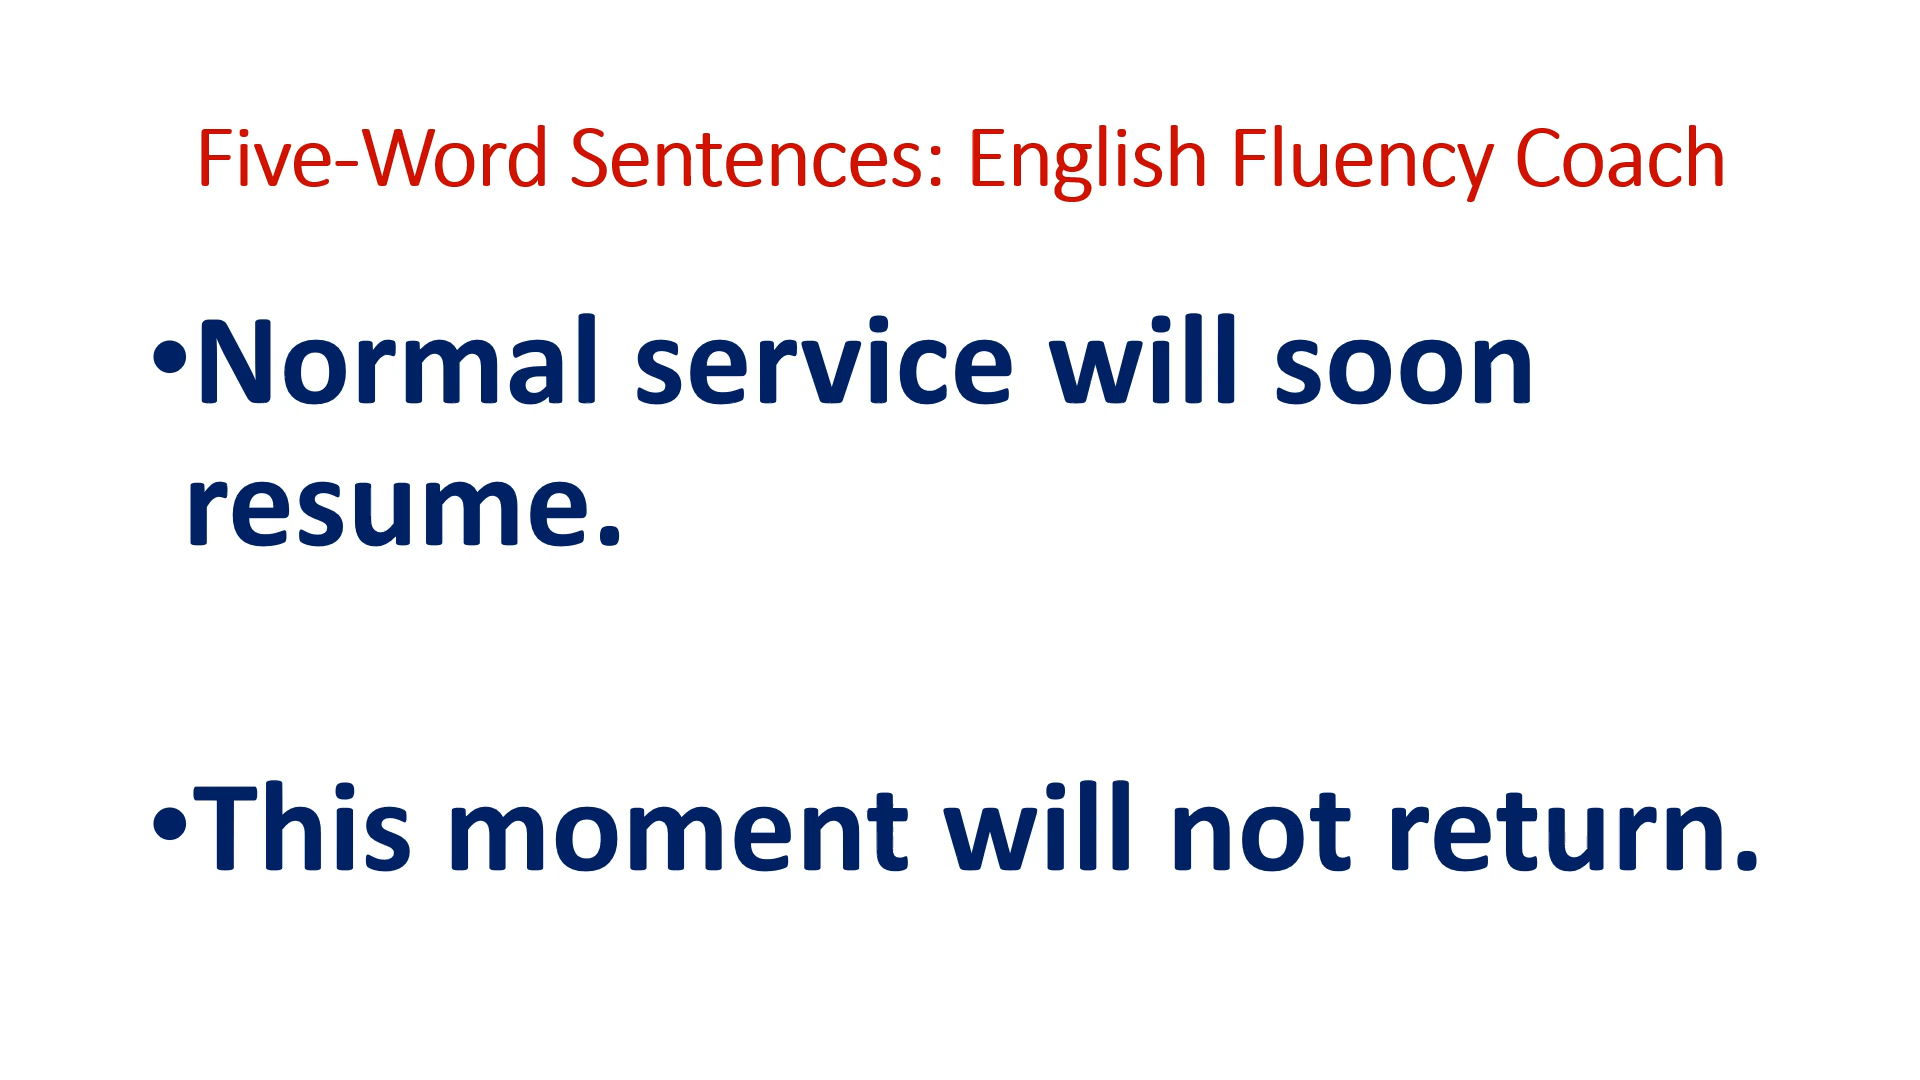 Five-Word Sentences: English Fluency Coach
•Normal service will soon
resume.
•This moment will not return.